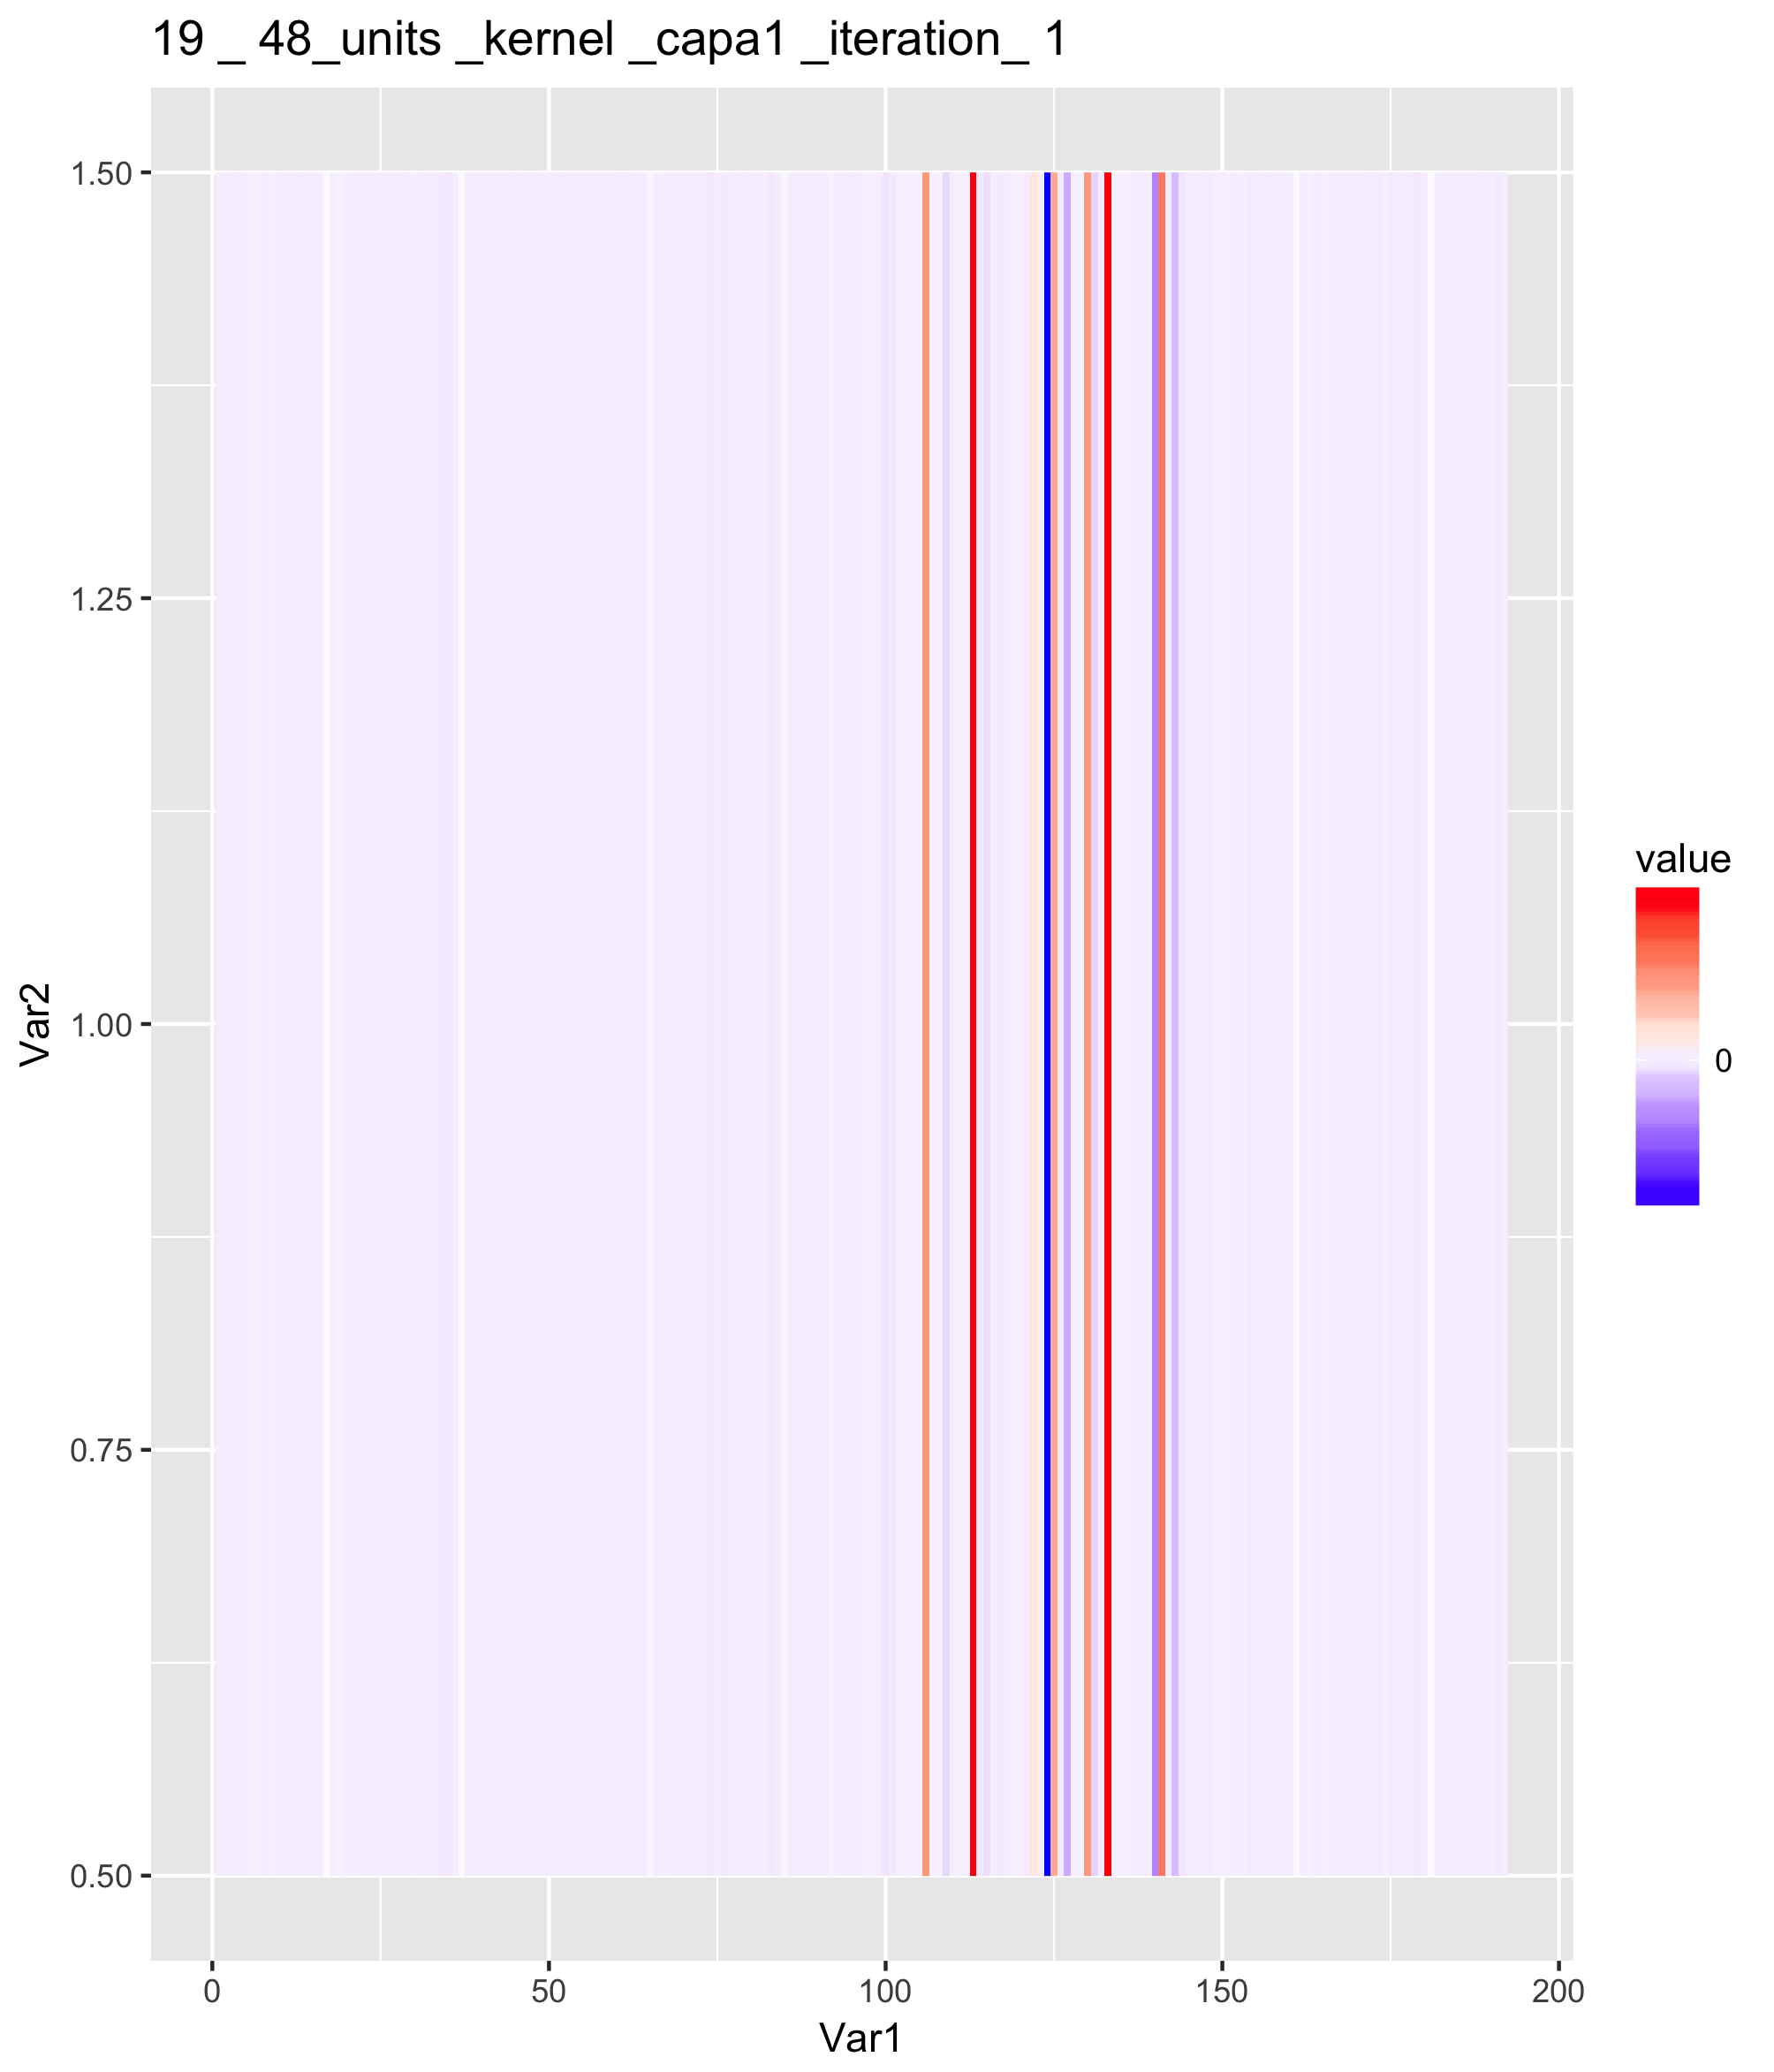 19 _ 48_units _kernel _capa1 _iteration_ 1
1.50
1.25
1.00
0.75
0.50
Var2
0
50
100
150
200
Var1
value
0